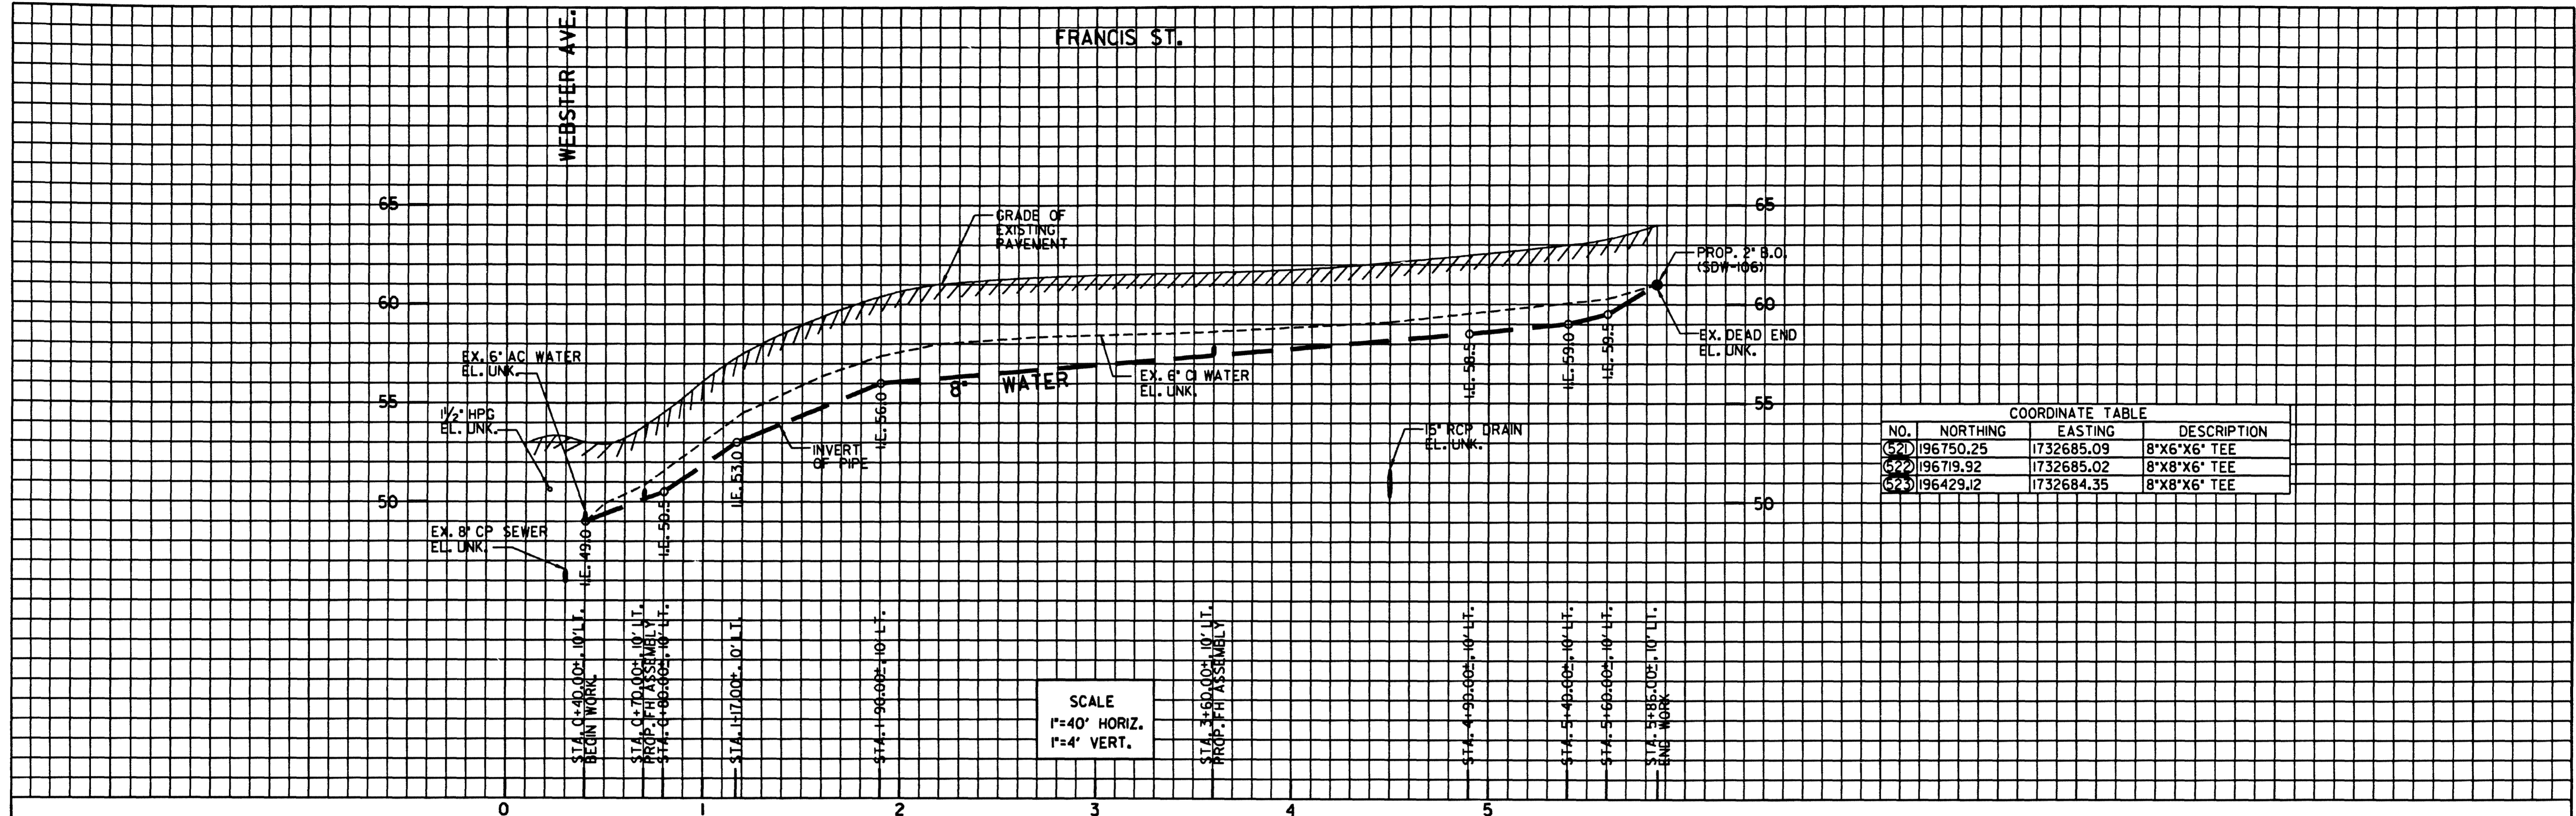 FRANCIS ST.
WEBSTER AVE.
65
65
GRADE OF
EXISTING
PAVEMENT
PROP. 2" B.O.
(SDW-106)
60
60
EX. DEAD END
EL. UNK.
EX. 6" AC WATER
EL. UNK.
8" WATER
EX. 6" CI WATER
EL. UNK.
55
55
1 1/2" HPG
EL. UNK.
INVERT
OF PIPE
15" RCP DRAIN
EL. UNK.
50
50
EX. 8" CP SEWER
EL. UNK.
I.E. 49.0
I.E. 50.5
I.E. 53.0
I.E. 56.0
I.E. 58.5
I.E. 59.0
I.E. 59.5
COORDINATE TABLE
NO. NORTHING EASTING DESCRIPTION
521 196750.25 1732685.09 8"X6"X6" TEE
522 196719.92 1732685.02 8"X8"X6" TEE
523 196429.12 1732684.35 8"X8"X6" TEE
STA. 0+40.00±, 10' LT.
BEGIN WORK.
STA. 0+70.00±, 10' LT.
PROP. FH ASSEMBLY
STA. 0+80.00±, 10' LT.
STA. 1+17.00±, 0' LT.
STA. 1+90.00±, 10' LT.
STA. 3+60.00±, 10' LT.
PROP. FH ASSEMBLY
STA. 4+90.00±, 10' LT.
STA. 5+40.00±, 10' LT.
STA. 5+60.00±, 10' LT.
STA. 5+86.00±, 10' LT.
END WORK
SCALE
1"=40' HORIZ.
1"=4' VERT.
0 1 2 3 4 5